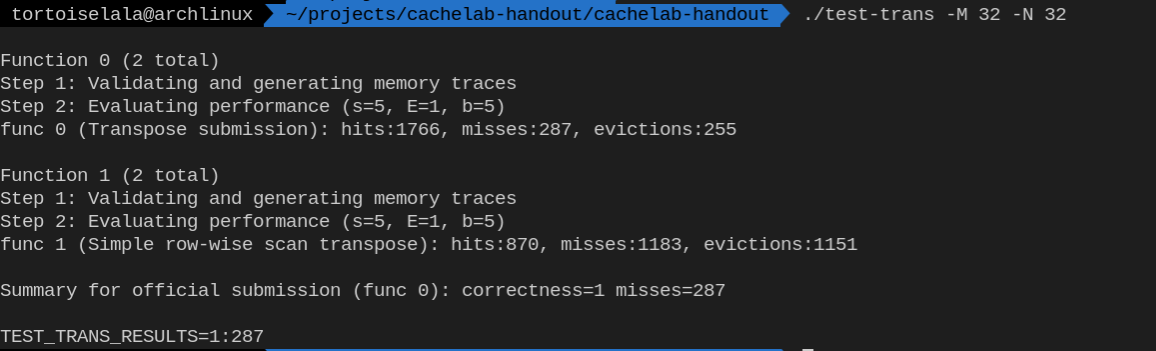 tortoiselala@archlinux ~/projects/cachelab-handout/cachelab-handout ./test-trans -M 32 -N 32
Function 0 (2 total)
Step 1: Validating and generating memory traces
Step 2: Evaluating performance (s=5, E=1, b=5)
func 0 (Transpose submission): hits:1766, misses:287, evictions:255
Function 1 (2 total)
Step 1: Validating and generating memory traces
Step 2: Evaluating performance (s=5, E=1, b=5)
func 1 (Simple row-wise scan transpose): hits:870, misses:1183, evictions:1151
Summary for official submission (func 0): correctness=1 misses=287
TEST_TRANS_RESULTS=1:287